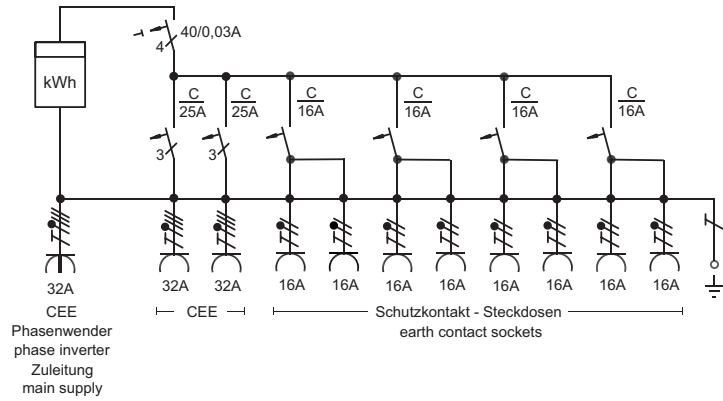 40/0,03A
4
kWh
C
25A
C
25A
C
16A
C
16A
C
16A
C
16A
3
3
32A
32A
32A
16A
16A
16A
16A
16A
16A
16A
16A
CEE
Phasenwender
phase inverter
Zuleitung
main supply
CEE
Schutzkontakt - Steckdosen
earth contact sockets